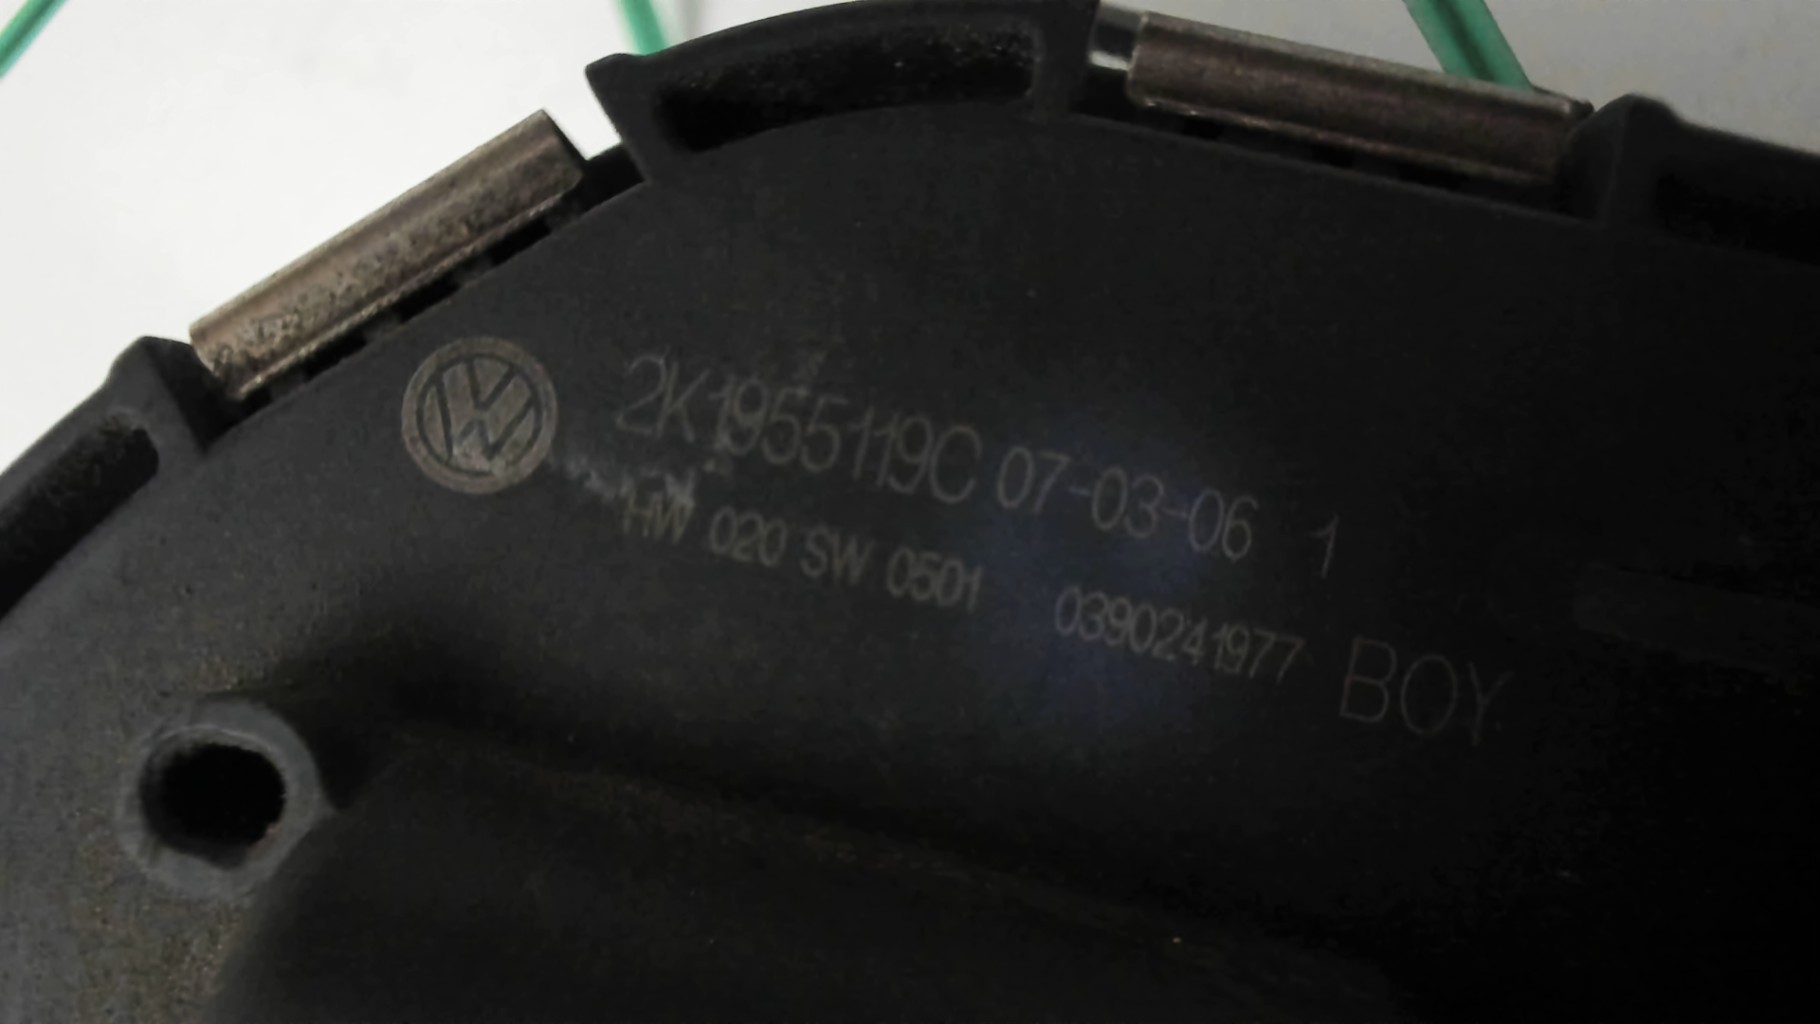 2K1955119C 07-03-06 1
HW 020 SW 0501 0390241977 BOY